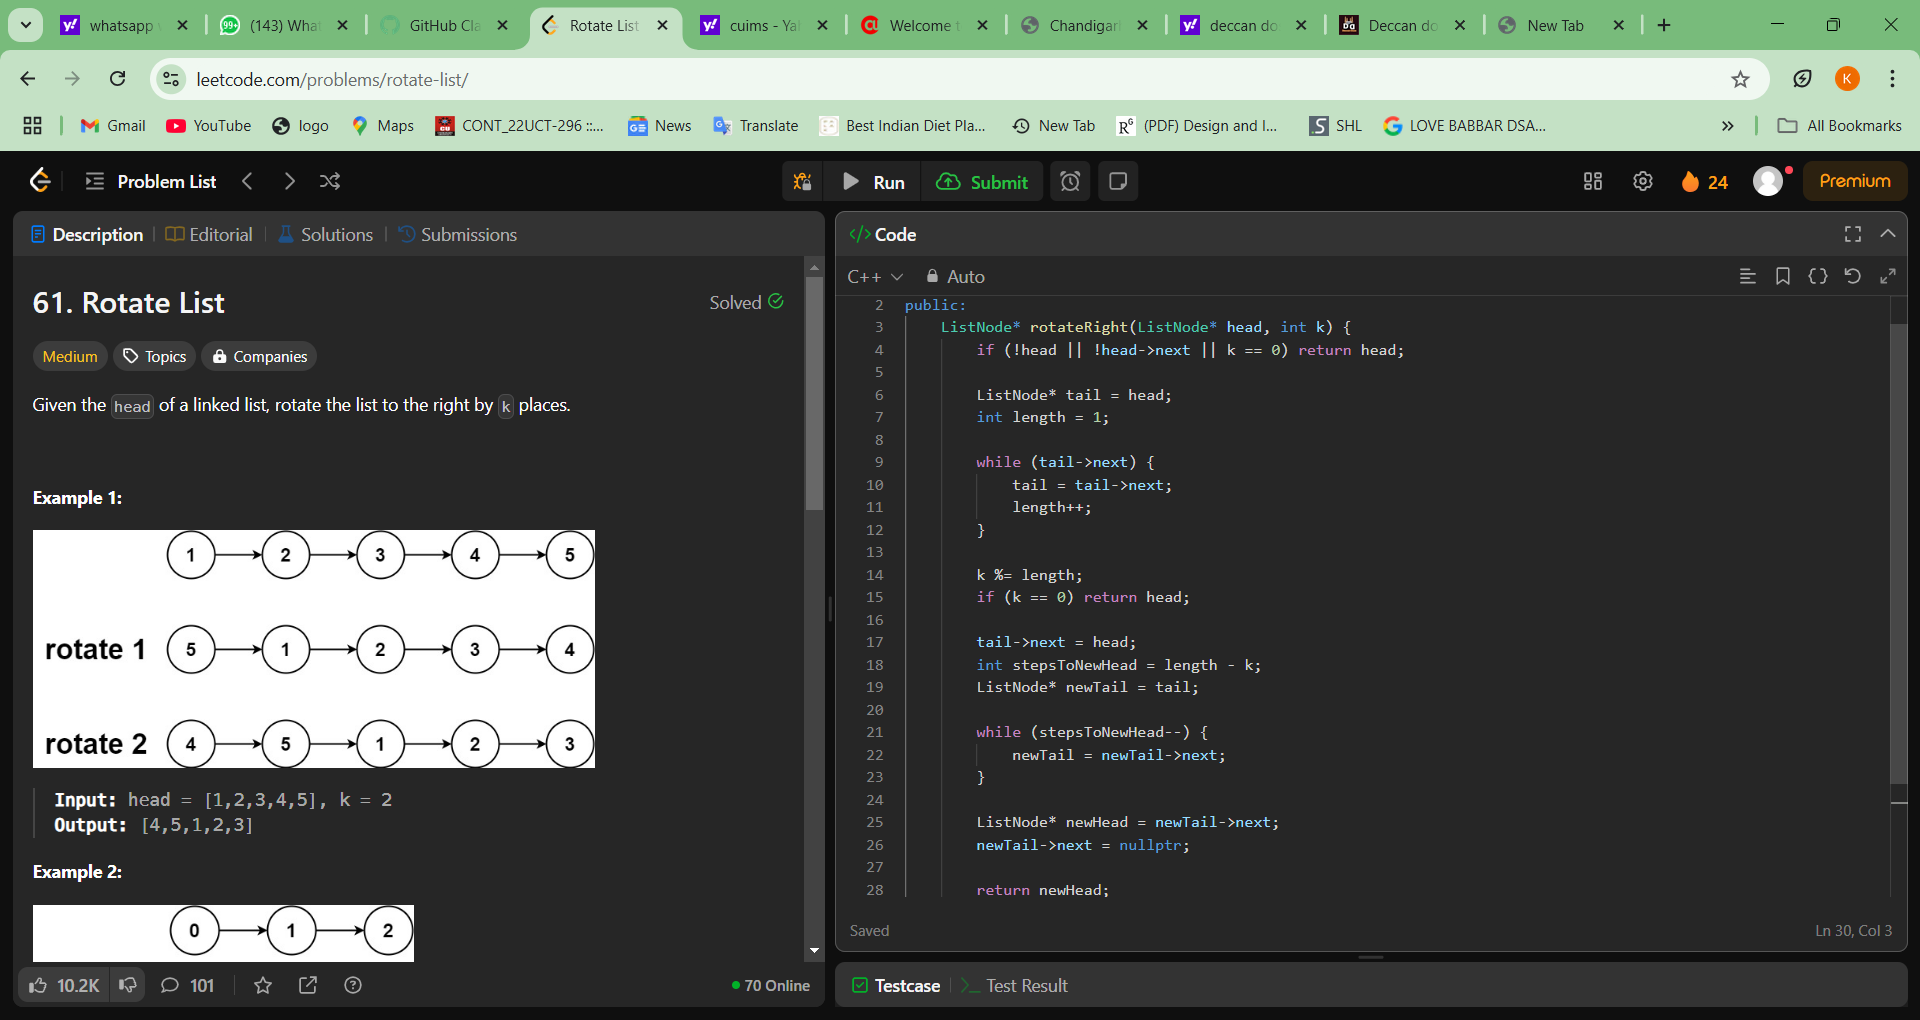 whatsapp
(143) What
GitHub Cla
Rotate List
cuims - Ya
Welcome t
Chandigar
deccan do
Deccan do
New Tab
leetcode.com/problems/rotate-list/
K
Gmail
YouTube
logo
Maps
CONT_22UCT-296 ::...
News
Translate
Best Indian Diet Pla...
New Tab
(PDF) Design and I...
SHL
LOVE BABBAR DSA...
»
All Bookmarks
Problem List
Run
Submit
24
Premium
Description
Editorial
Solutions
Submissions
61. Rotate List
Solved
Medium
Topics
Companies
Given the head of a linked list, rotate the list to the right by k places.
Example 1:
1 2 3 4 5
rotate 1 5 1 2 3 4
rotate 2 4 5 1 2 3
Input: head = [1,2,3,4,5], k = 2
Output: [4,5,1,2,3]
Example 2:
0 1 2
10.2K
101
70 Online
</> Code
C++
Auto
2 public:
3 ListNode* rotateRight(ListNode* head, int k) {
4 if (!head || !head->next || k == 0) return head;
5
6 ListNode* tail = head;
7 int length = 1;
8
9 while (tail->next) {
10 tail = tail->next;
11 length++;
12 }
13
14 k %= length;
15 if (k == 0) return head;
16
17 tail->next = head;
18 int stepsToNewHead = length - k;
19 ListNode* newTail = tail;
20
21 while (stepsToNewHead--) {
22 newTail = newTail->next;
23 }
24
25 ListNode* newHead = newTail->next;
26 newTail->next = nullptr;
27
28 return newHead;
Saved
Ln 30, Col 3
Testcase
Test Result